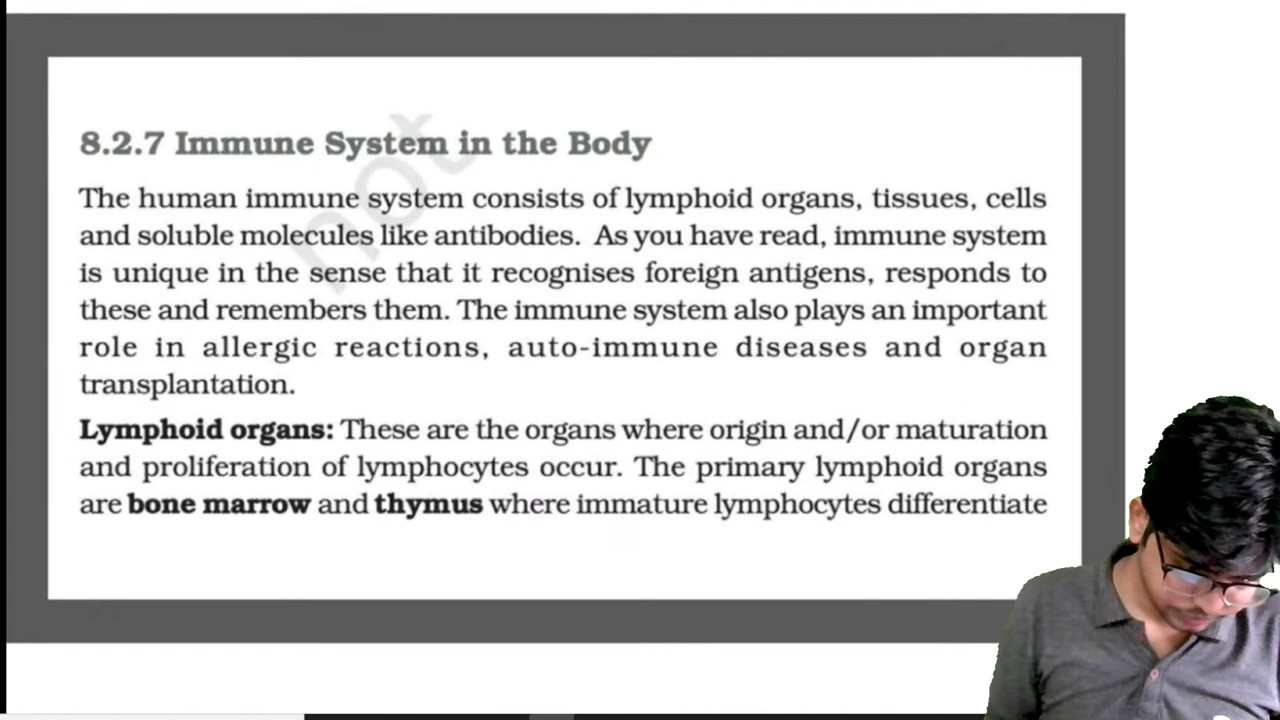 8.2.7 Immune System in the Body
The human immune system consists of lymphoid organs, tissues, cells
and soluble molecules like antibodies. As you have read, immune system
is unique in the sense that it recognises foreign antigens, responds to
these and remembers them. The immune system also plays an important
role in allergic reactions, auto-immune diseases and organ
transplantation.
Lymphoid organs: These are the organs where origin and/or maturation
and proliferation of lymphocytes occur. The primary lymphoid organs
are bone marrow and thymus where immature lymphocytes differentiate
not